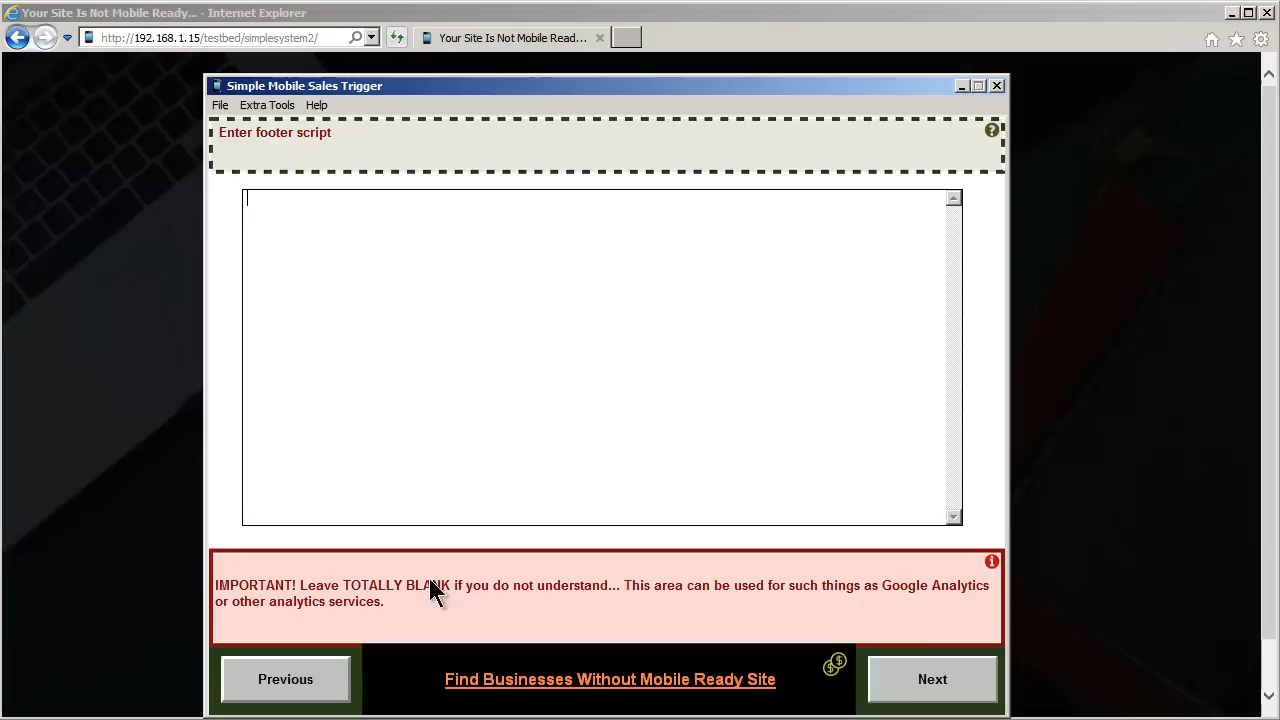 Your Site Is Not Mobile Ready... - Internet Explorer
http://192.168.1.15/testbed/simplesystem2/
Your Site Is Not Mobile Read...
Simple Mobile Sales Trigger
File Extra Tools Help
Enter footer script
?
IMPORTANT! Leave TOTALLY BLANK if you do not understand... This area can be used for such things as Google Analytics
or other analytics services.
Previous
Find Businesses Without Mobile Ready Site
$ $
Next